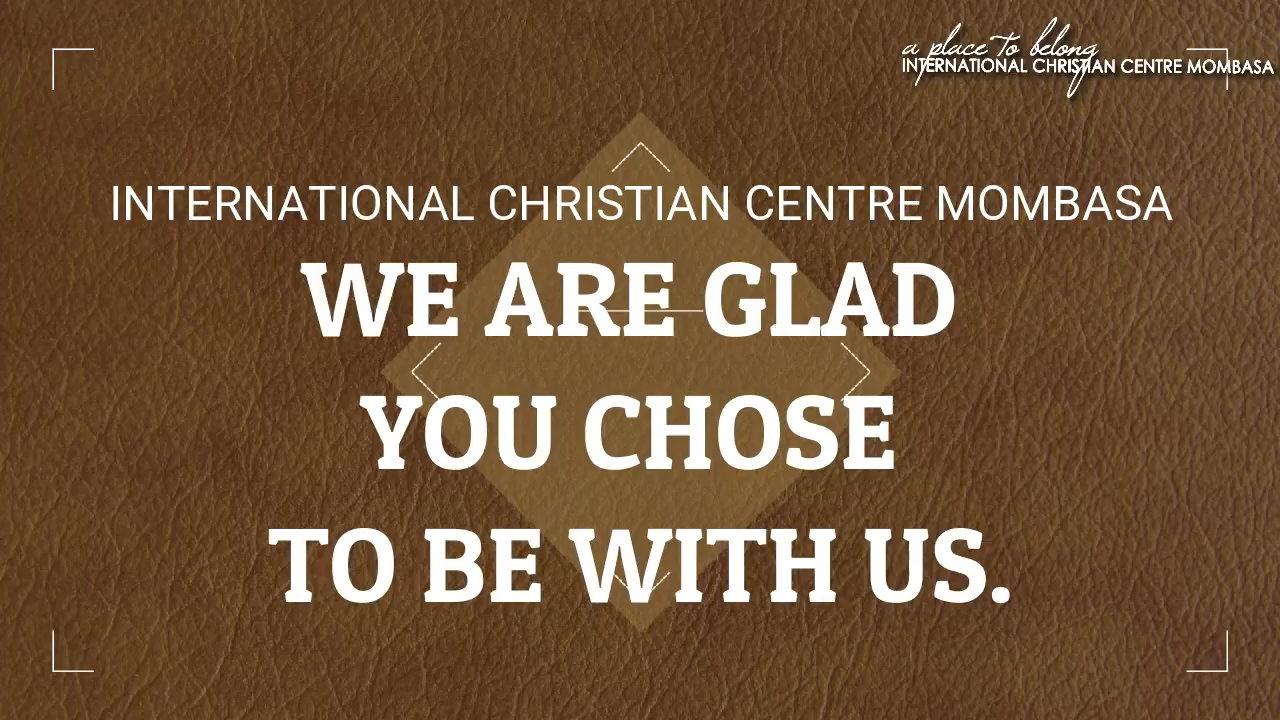 a place to belong
INTERNATIONAL CHRISTIAN CENTRE MOMBASA
INTERNATIONAL CHRISTIAN CENTRE MOMBASA
WE ARE GLAD
YOU CHOSE
TO BE WITH US.